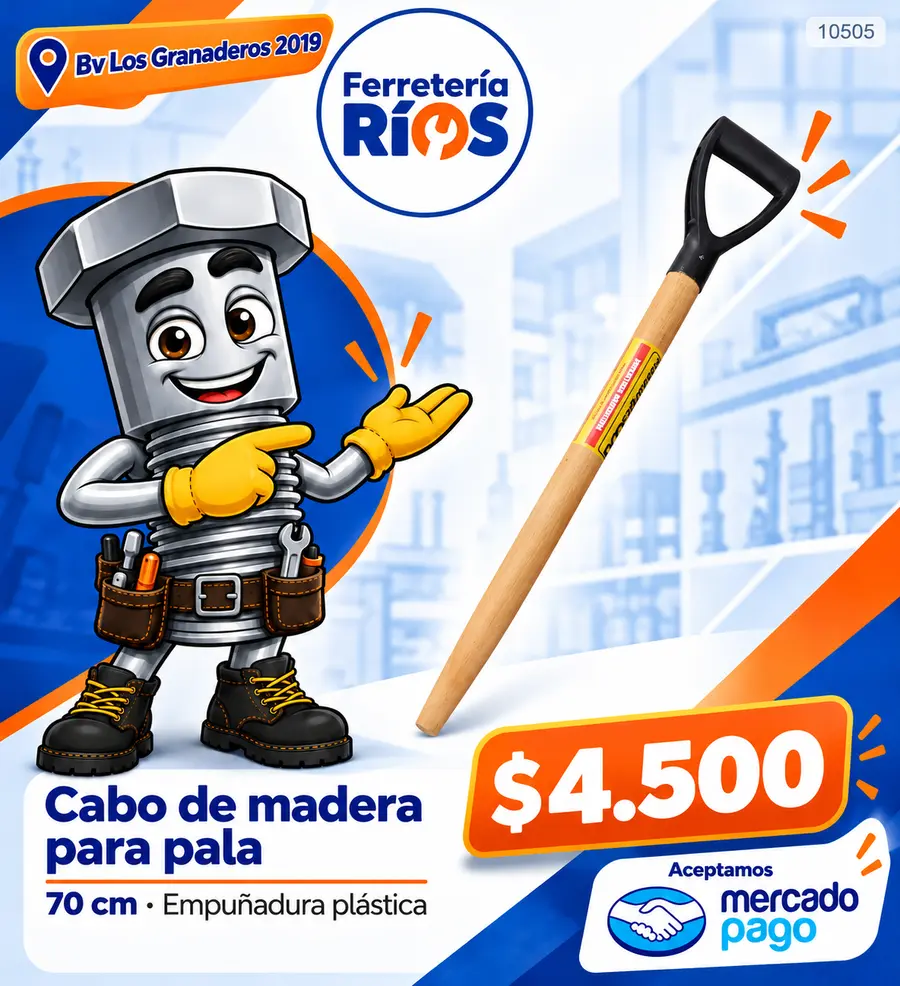 Bv Los Granaderos 2019
Ferretería
RÍOS
10505
$4.500
Cabo de madera
para pala
70 cm • Empuñadura plástica
Aceptamos
mercado
pago